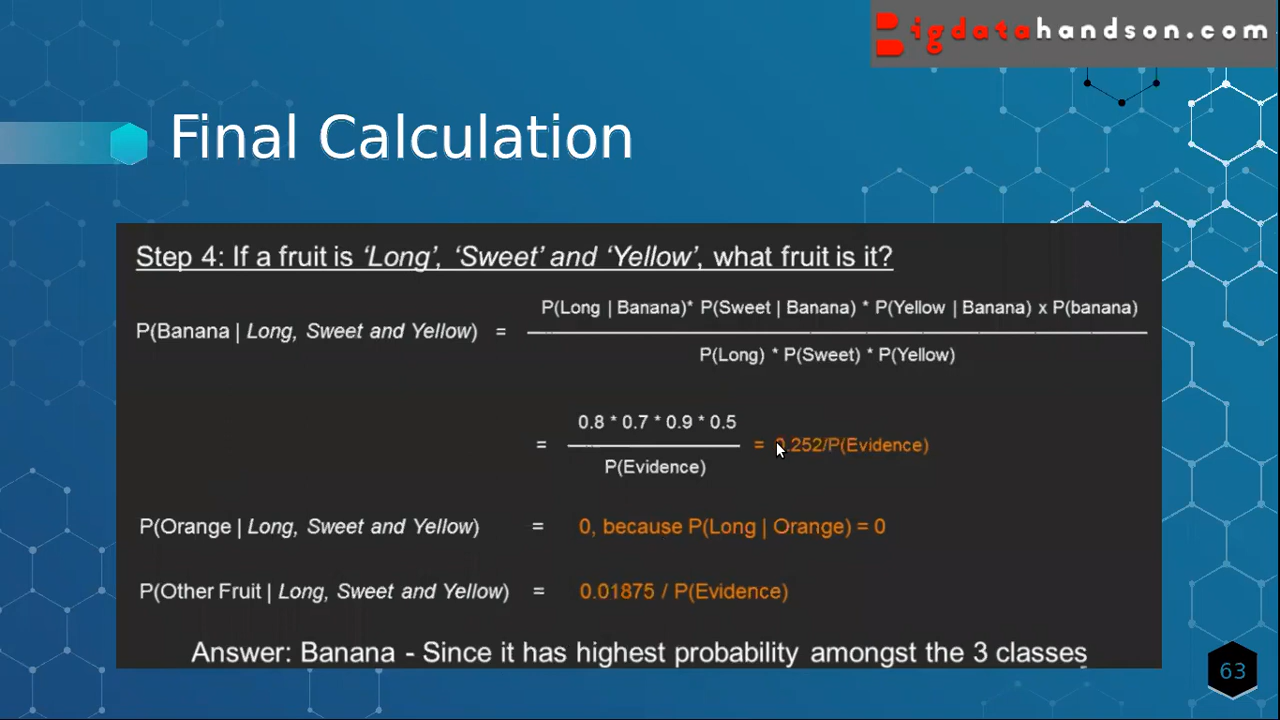 Bigdatahandson.com
Final Calculation
Step 4: If a fruit is ‘Long’, ‘Sweet’ and ‘Yellow’, what fruit is it?
P(Long | Banana)* P(Sweet | Banana) * P(Yellow | Banana) x P(banana)
P(Banana | Long, Sweet and Yellow) =
P(Long) * P(Sweet) * P(Yellow)
0.8 * 0.7 * 0.9 * 0.5
= = 0.252/P(Evidence)
P(Evidence)
P(Orange | Long, Sweet and Yellow) = 0, because P(Long | Orange) = 0
P(Other Fruit | Long, Sweet and Yellow) = 0.01875 / P(Evidence)
Answer: Banana - Since it has highest probability amongst the 3 classes
63